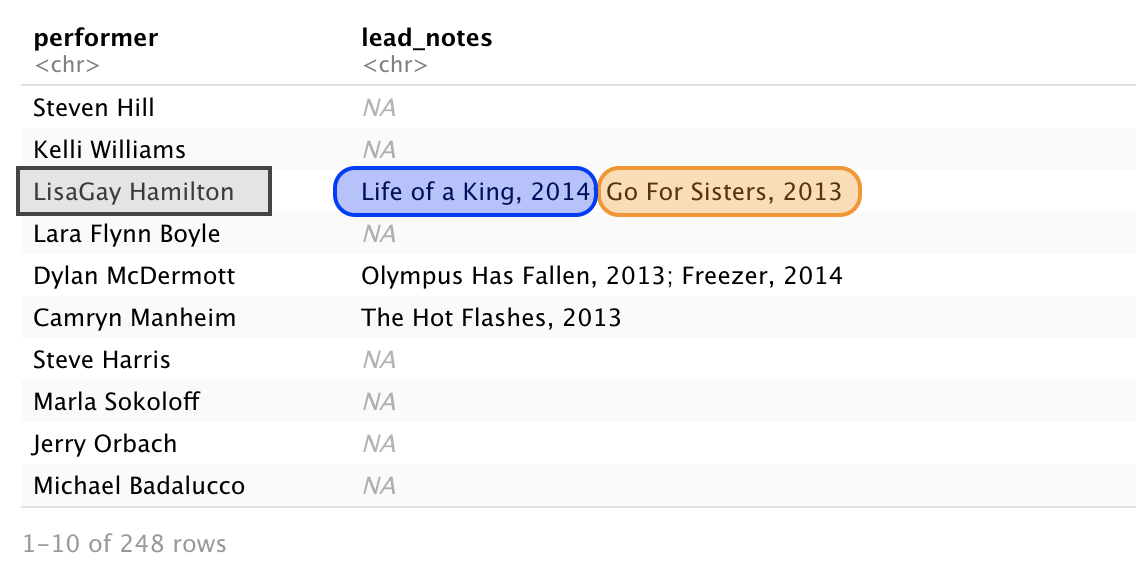 performer lead_notes
<chr> <chr>
Steven Hill NA
Kelli Williams NA
LisaGay Hamilton Life of a King, 2014 Go For Sisters, 2013
Lara Flynn Boyle NA
Dylan McDermott Olympus Has Fallen, 2013; Freezer, 2014
Camryn Manheim The Hot Flashes, 2013
Steve Harris NA
Marla Sokoloff NA
Jerry Orbach NA
Michael Badalucco NA
1-10 of 248 rows